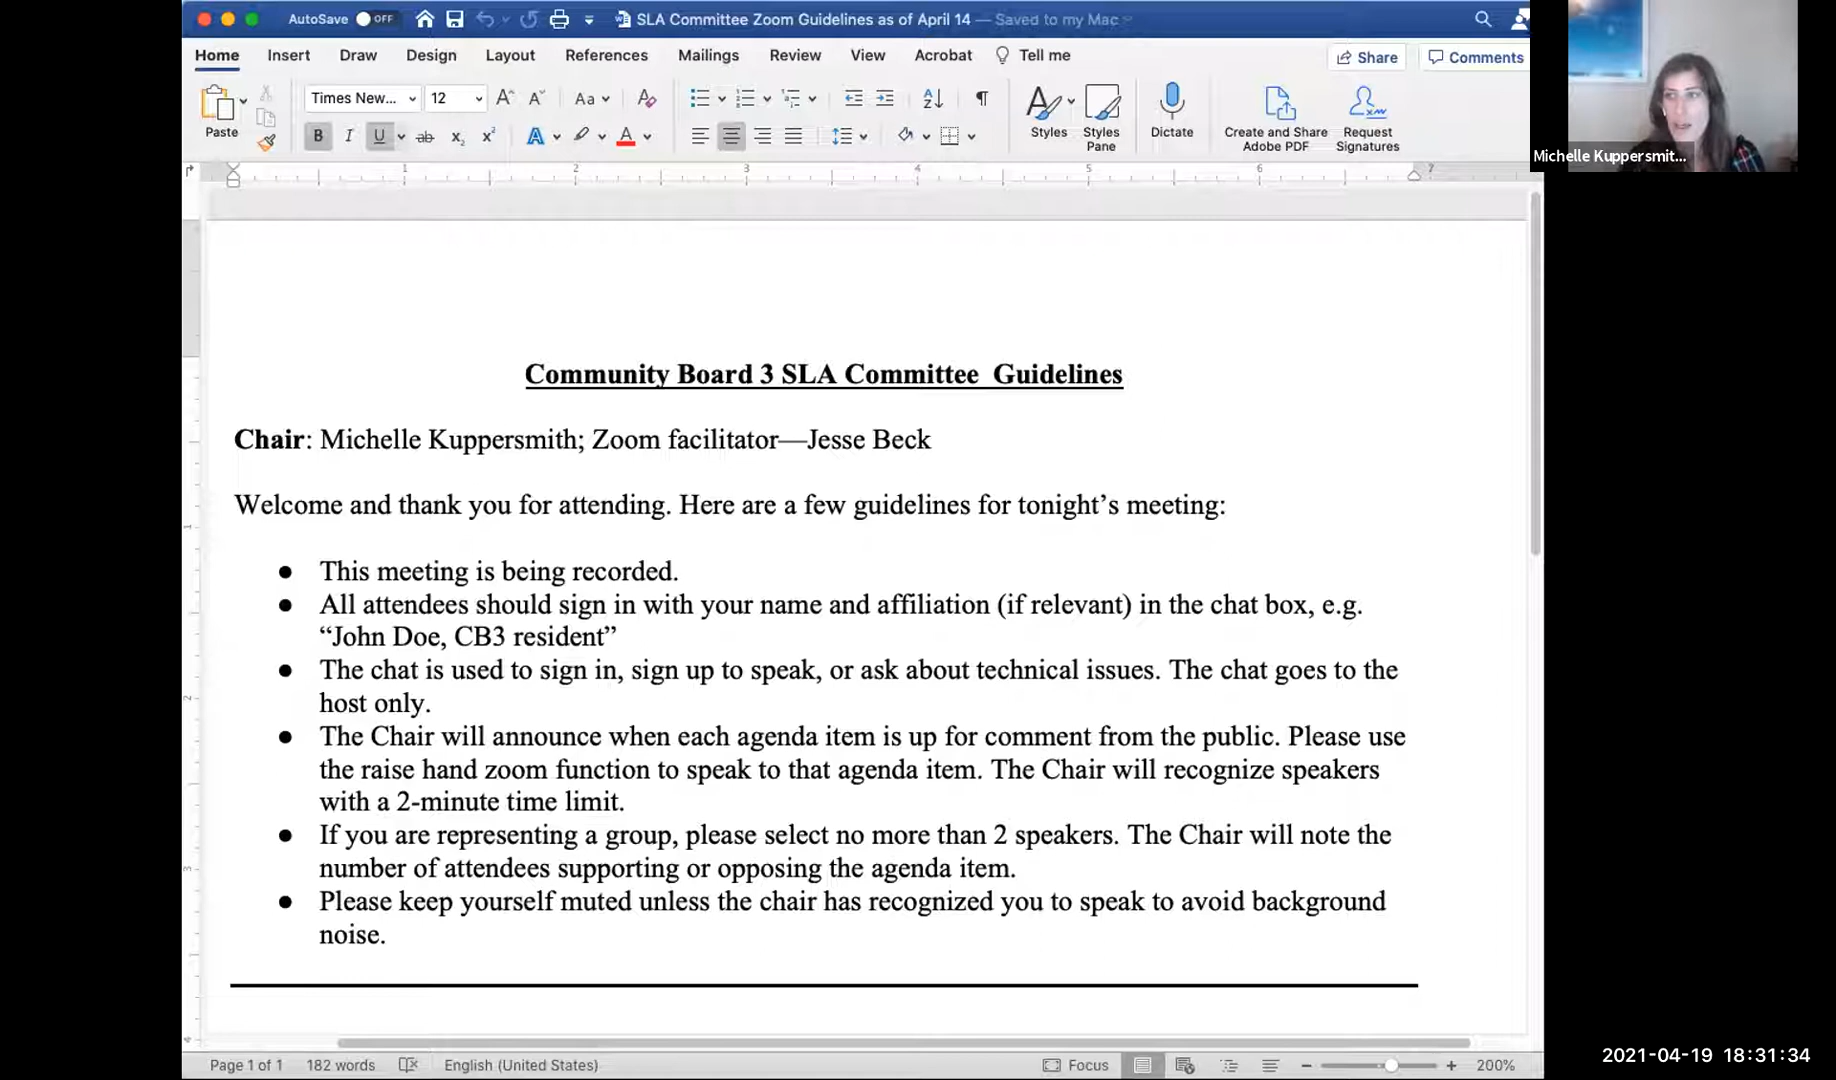 AutoSave OFF SLA Committee Zoom Guidelines as of April 14 — Saved to my Mac
Home Insert Draw Design Layout References Mailings Review View Acrobat Tell me Share Comments
Times New... 12
Paste
Styles
Styles Pane
Dictate
Create and Share Adobe PDF
Request Signatures
Michelle Kuppersmit...
1 2 3 4 5 6 7
Community Board 3 SLA Committee Guidelines
Chair: Michelle Kuppersmith; Zoom facilitator—Jesse Beck
Welcome and thank you for attending. Here are a few guidelines for tonight’s meeting:
● This meeting is being recorded.
● All attendees should sign in with your name and affiliation (if relevant) in the chat box, e.g.
“John Doe, CB3 resident”
● The chat is used to sign in, sign up to speak, or ask about technical issues. The chat goes to the
host only.
● The Chair will announce when each agenda item is up for comment from the public. Please use
the raise hand zoom function to speak to that agenda item. The Chair will recognize speakers
with a 2-minute time limit.
● If you are representing a group, please select no more than 2 speakers. The Chair will note the
number of attendees supporting or opposing the agenda item.
● Please keep yourself muted unless the chair has recognized you to speak to avoid background
noise.
Page 1 of 1 182 words English (United States) Focus 200%
2021-04-19 18:31:34